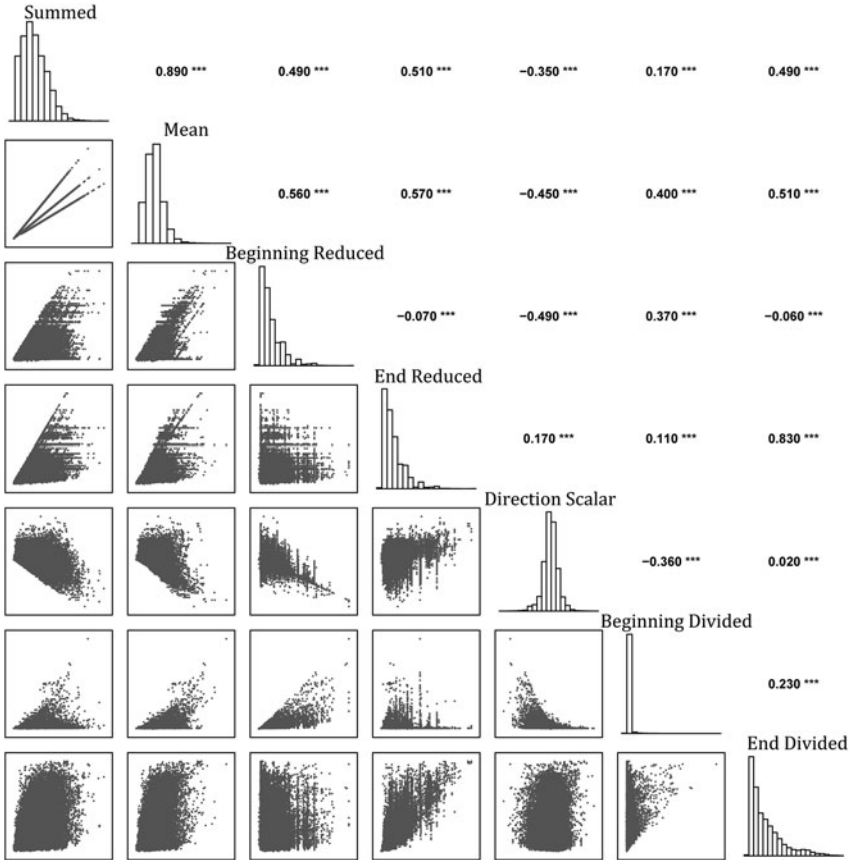 Summed
0.890 *** 0.490 *** 0.510 *** −0.350 *** 0.170 *** 0.490 ***
Mean
0.560 *** 0.570 *** −0.450 *** 0.400 *** 0.510 ***
Beginning Reduced
−0.070 *** −0.490 *** 0.370 *** −0.060 ***
End Reduced
0.170 *** 0.110 *** 0.830 ***
Direction Scalar
−0.360 *** 0.020 ***
Beginning Divided
0.230 ***
End Divided